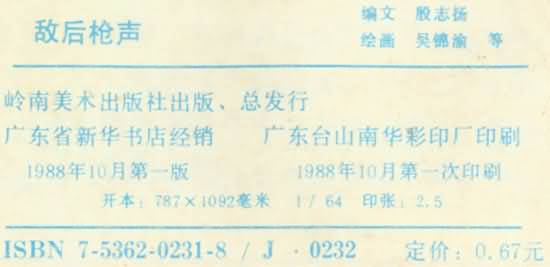 敌后枪声
编文 殷志扬
绘画 吴锦渝 等
岭南美术出版社出版、总发行
广东省新华书店经销 广东台山南华彩印厂印刷
1988年10月第一版 1988年10月第一次印刷
开本：787×1092毫米 1/64 印张：2.5
ISBN 7-5362-0231-8 / J · 0232 定价：0.67元